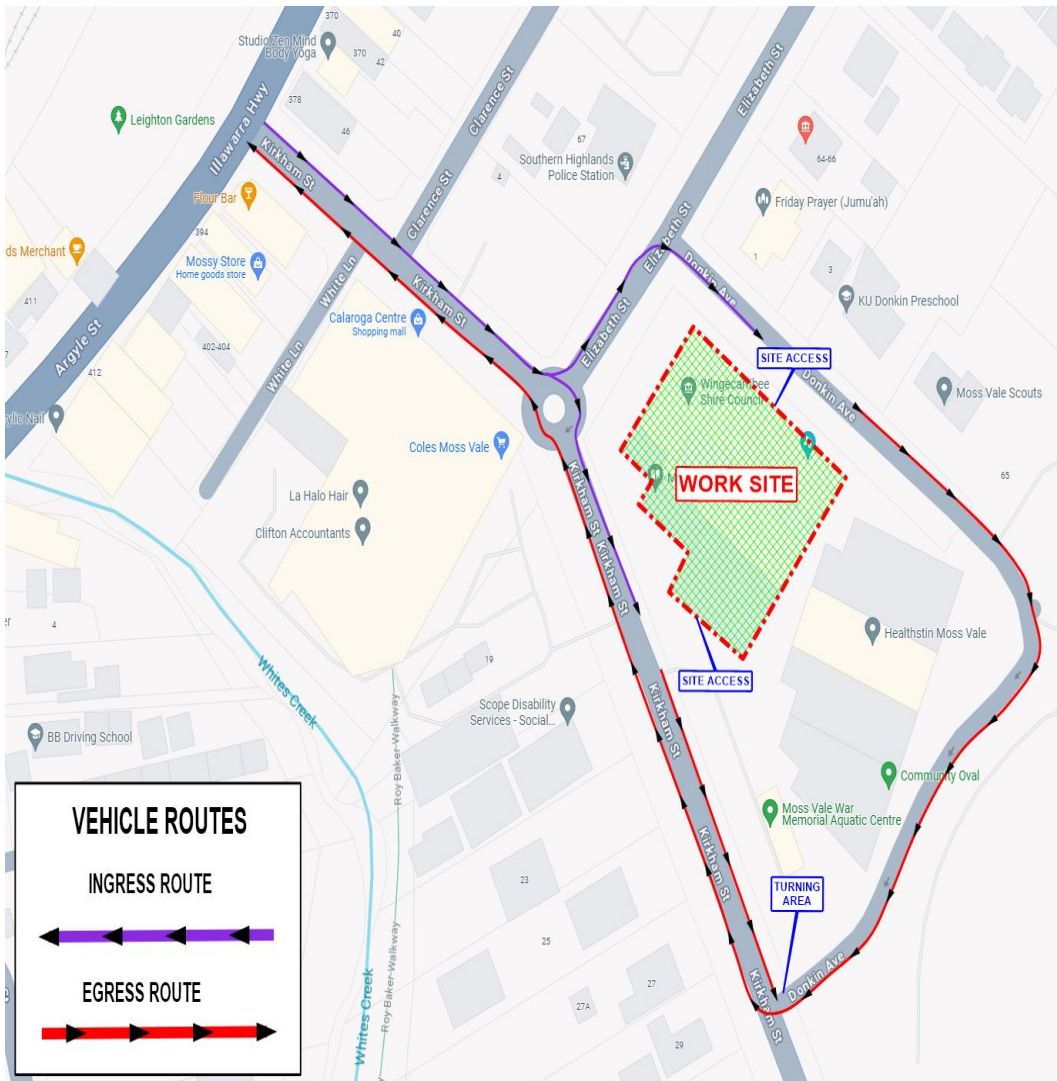 370
40
Studio Zen Mind
Body Yoga
370
42
378
46
Leighton Gardens
Illawarra Hwy
Kirkham St
Clarence St
Clarence St
4
67
Southern Highlands
Police Station
Elizabeth St
Elizabeth St
Elizabeth St
64-66
Friday Prayer (Jumu'ah)
1
3
KU Donkin Preschool
Donkin Ave
Donkin Ave
Flour Bar
394
ds Merchant
Mossy Store
Home goods store
White Ln
White Ln
Kirkham St
Calaroga Centre
Shopping mall
411
402-404
Argyle St
412
rylic Nail
SITE ACCESS
Wingecarribee
Shire Council
Moss Vale Scouts
65
Coles Moss Vale
M
WORK SITE
La Halo Hair
Clifton Accountants
Kirkham St
Kirkham St
Kirkham St
Kirkham St
Kirkham St
Healthstin Moss Vale
SITE ACCESS
19
Scope Disability
Services - Social...
er
4
Whites Creek
Whites Creek
BB Driving School
Roy Baker Walkway
Roy Baker Walkway
Community Oval
Moss Vale War
Memorial Aquatic Centre
TURNING
AREA
Donkin Ave
23
25
27
27A
29
VEHICLE ROUTES
INGRESS ROUTE
EGRESS ROUTE